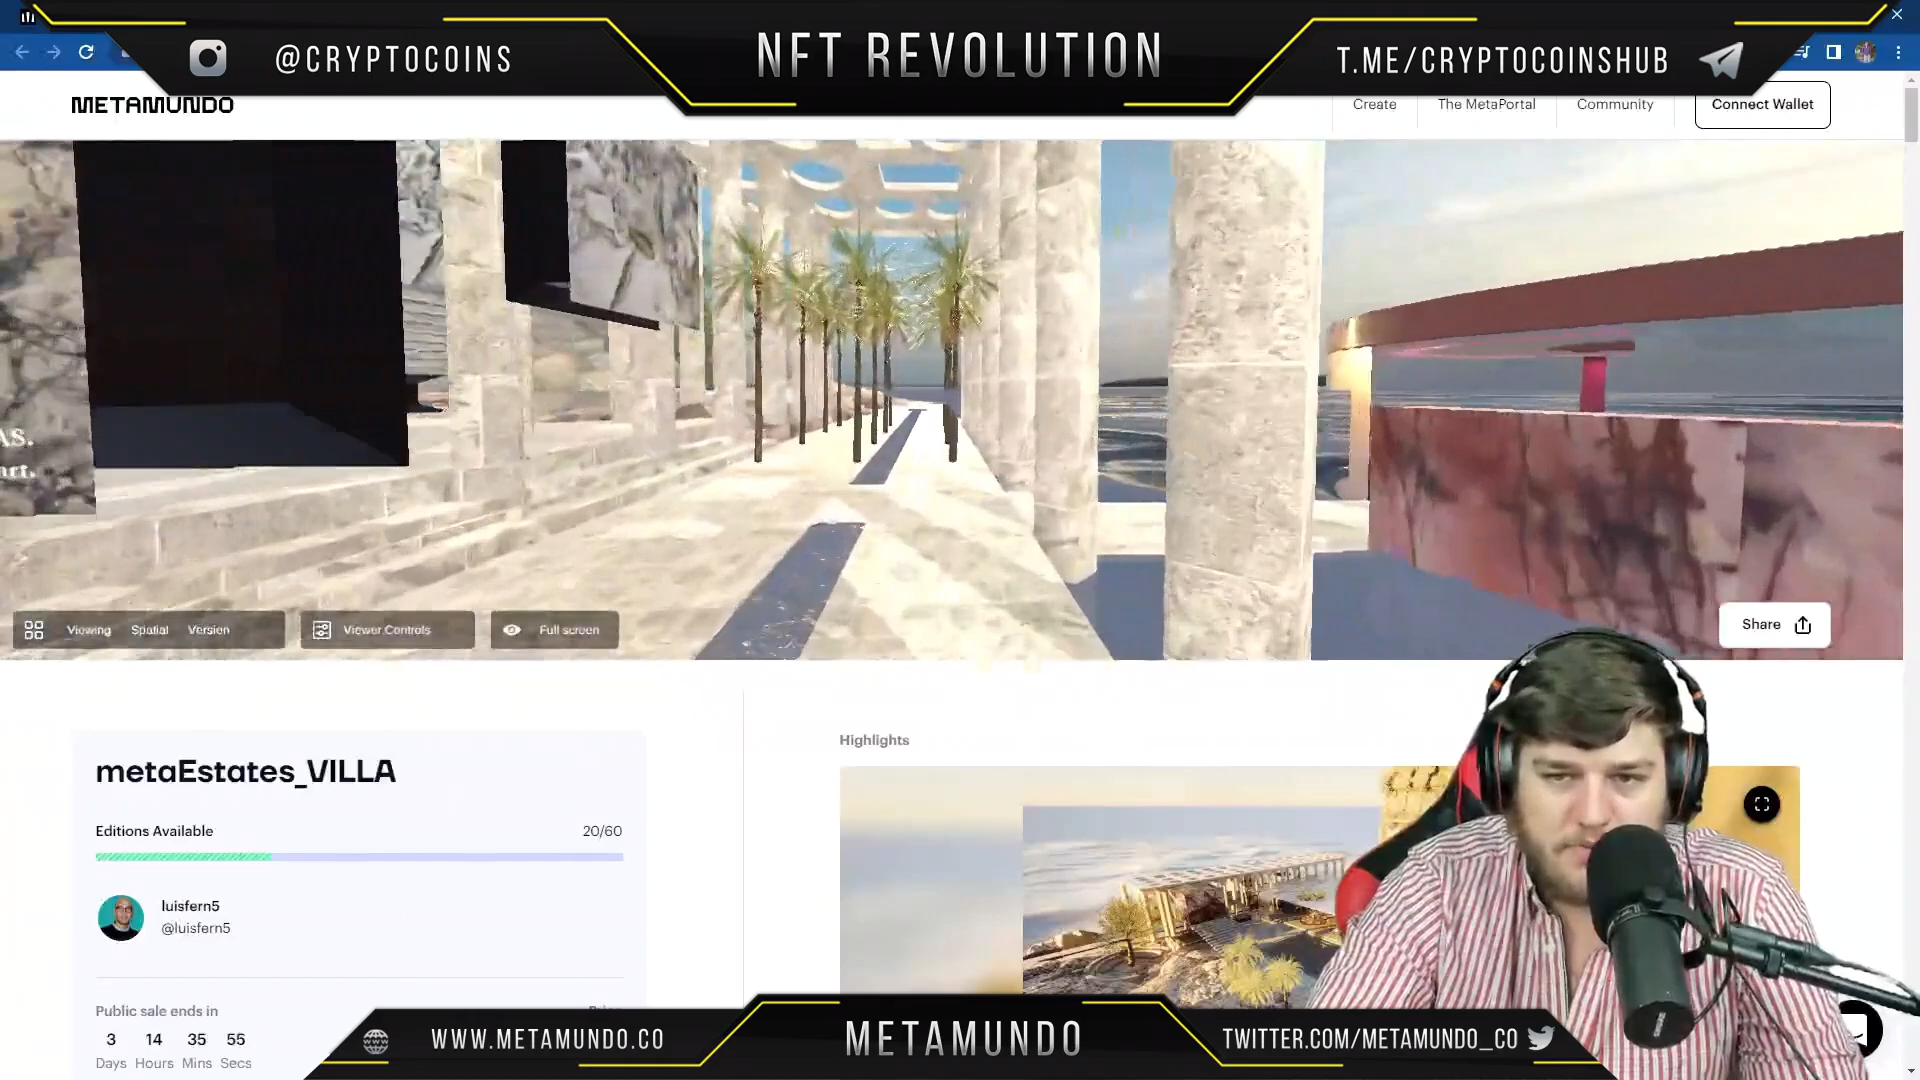 @CRYPTOCOINS
NFT REVOLUTION
T.ME/CRYPTOCOINSHUB
METAMUNDO
Create
The MetaPortal
Community
Connect Wallet
AS.
art.
Viewing Spatial Version
Viewer Controls
Full screen
Share
metaEstates_VILLA
Editions Available
20/60
luisfern5
@luisfern5
Public sale ends in
3 14 35 55
Days Hours Mins Secs
Highlights
WWW.METAMUNDO.CO
METAMUNDO
TWITTER.COM/METAMUNDO_CO